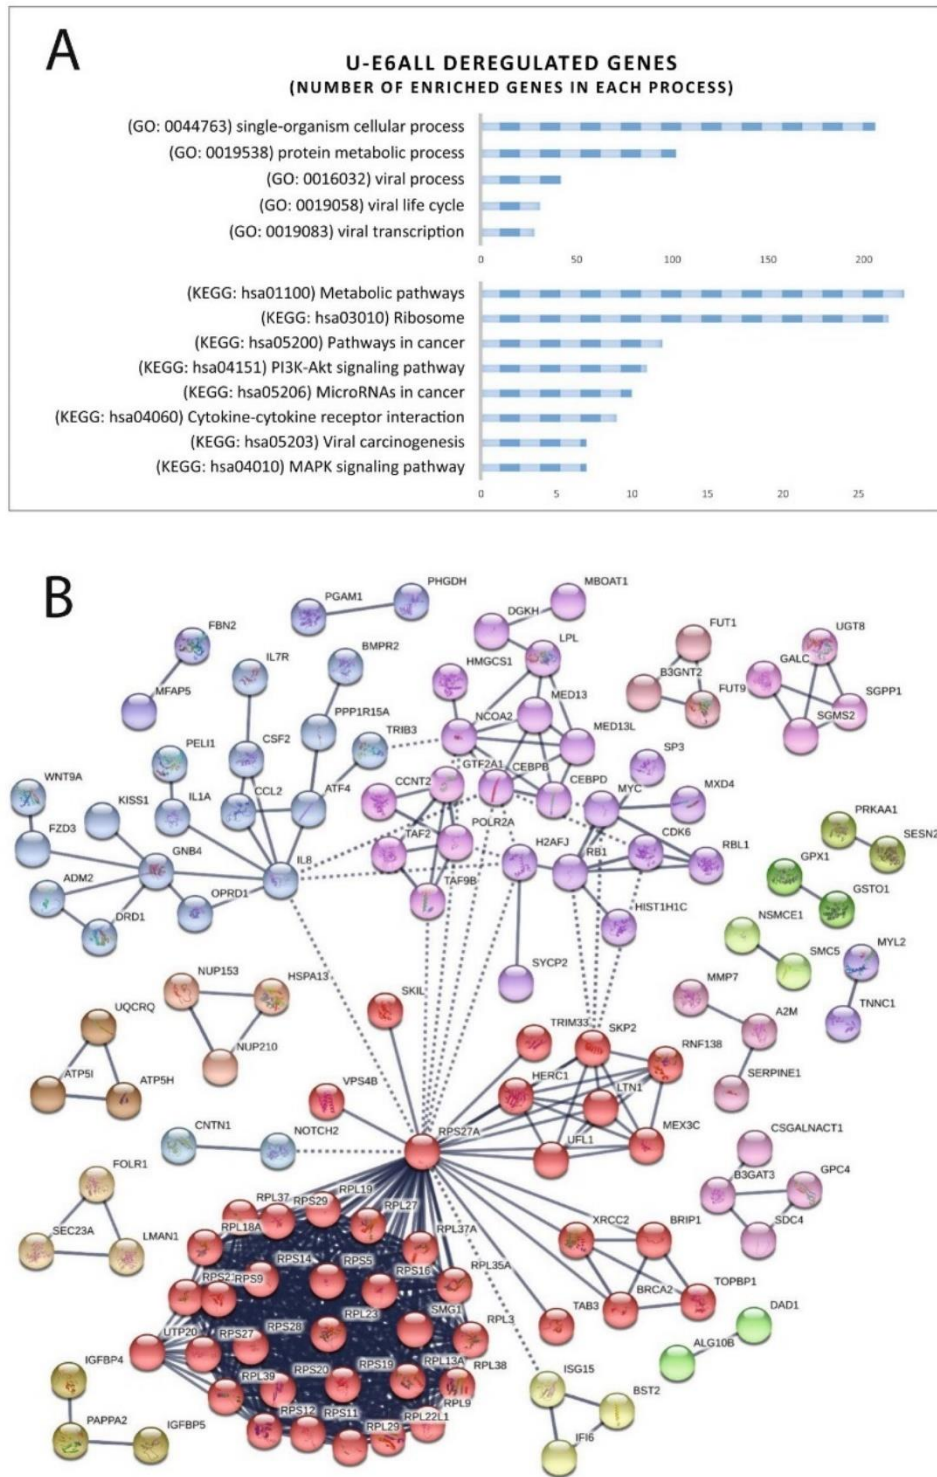 A
U-E6ALL DEREGULATED GENES
(NUMBER OF ENRICHED GENES IN EACH PROCESS)
(GO: 0044763) single-organism cellular process
(GO: 0019538) protein metabolic process
(GO: 0016032) viral process
(GO: 0019058) viral life cycle
(GO: 0019083) viral transcription
0 50 100 150 200
(KEGG: hsa01100) Metabolic pathways
(KEGG: hsa03010) Ribosome
(KEGG: hsa05200) Pathways in cancer
(KEGG: hsa04151) PI3K-Akt signaling pathway
(KEGG: hsa05206) MicroRNAs in cancer
(KEGG: hsa04060) Cytokine-cytokine receptor interaction
(KEGG: hsa05203) Viral carcinogenesis
(KEGG: hsa04010) MAPK signaling pathway
0 5 10 15 20 25
B
PGAM1 PHGDH MBOAT1
DGKH
FBN2 IL7R BMPR2 LPL FUT1 UGT8
HMGCS1 B3GNT2 GALC
MFAP5 MED13 FUT9 SGPP1
PPP1R15A NCOA2 SGMS2
CSF2 TRIB3 MED13L
PELI1 SP3
GTF2A1 CEBPB
WNT9A CCNT2 CEBPD MXD4
KISS1 IL1A CCL2 ATF4 MYC
PRKAA1
FZD3 TAF2 POLR2A CDK6 SESN2
GNB4 H2AFJ RB1 RBL1
IL8 GPX1
ADM2 OPRD1 TAF9B GSTO1
DRD1 HIST1H1C NSMCE1
SYCP2 SMC5 MYL2
NUP153 HSPA13 MMP7
UQCRQ SKIL A2M TNNC1
NUP210 TRIM33 SKP2 RNF138
ATP5I ATP5H VPS4B HERC1 LTN1 SERPINE1
CNTN1 NOTCH2 RPS27A UFL1 MEX3C CSGALNACT1
FOLR1 B3GAT3 GPC4
RPL37 RPS29 RPL19 RPL27 XRCC2 BRIP1
SEC23A LMAN1 RPL18A RPL37A SDC4
RPS14 RPS5 RPS16 RPL35A
RPS9 BRCA2 TOPBP1
RPL23 SMG1 RPL3 TAB3 DAD1
UTP20 RPS27 RPS28 ALG10B
IGFBP4 RPL39 RPS20 RPS19 RPL13A RPL38 ISG15
PAPPA2 IGFBP5 RPS12 RPS11 RPL29 RPL22L1 RPL9 BST2
IFI6